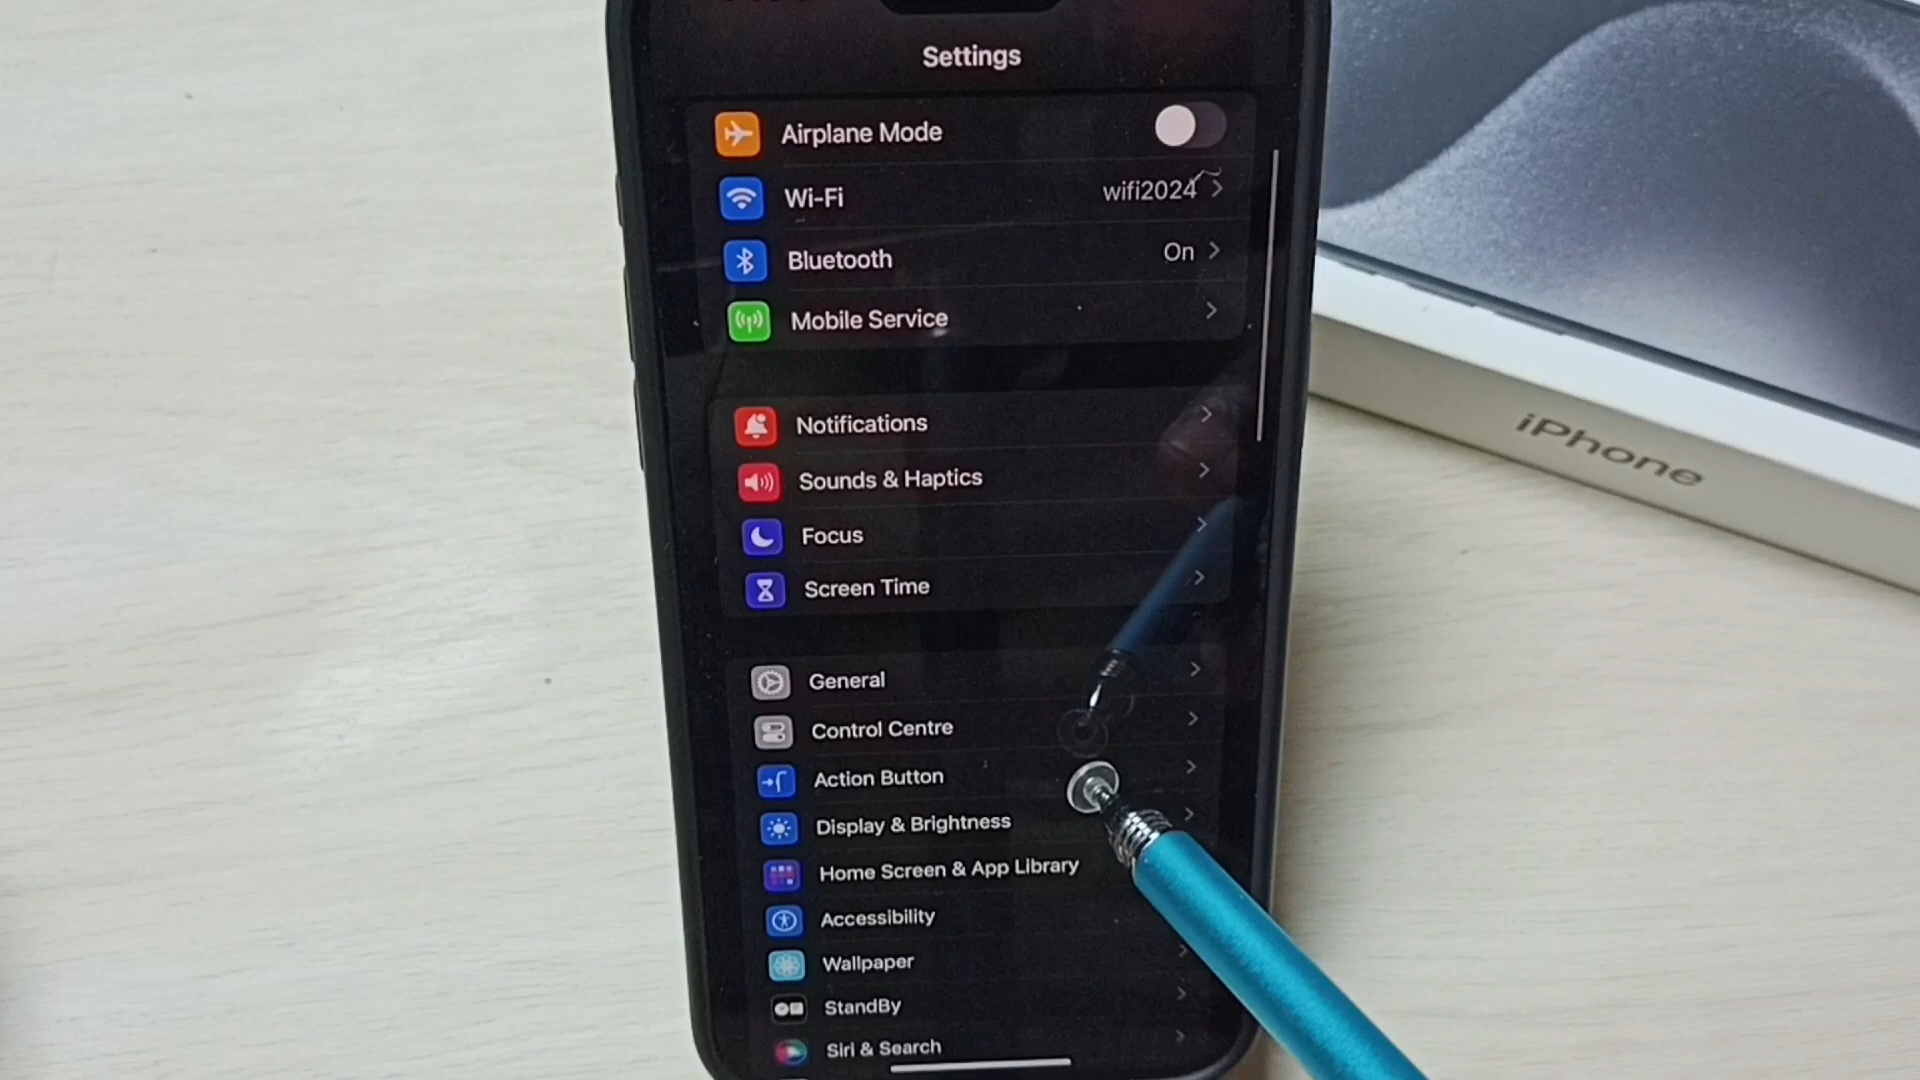 Settings
Airplane Mode
Wi-Fi
wifi2024
Bluetooth
On
Mobile Service
Notifications
Sounds & Haptics
Focus
Screen Time
General
Control Centre
Action Button
Display & Brightness
Home Screen & App Library
Accessibility
Wallpaper
StandBy
Siri & Search
iPhone